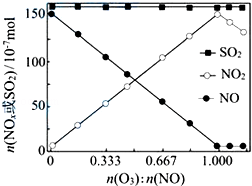 n(NOₓ或SO₂)/10⁻⁷mol
150
100
50
0
SO₂
NO₂
NO
0 0.333 0.667 1.000
n(O₃):n(NO)